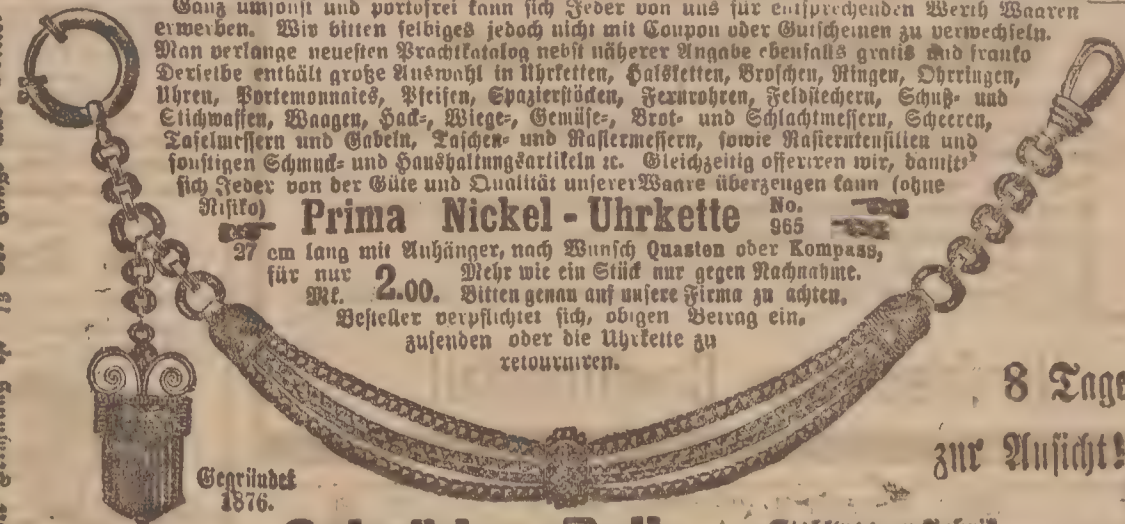 Ganz umsonst und portofrei kann sich Jeder von uns für entsprechenden Werth Waaren
erwerben. Wir bitten selbiges jedoch nicht mit Coupon oder Gutscheinen zu verwechseln.
Man verlange neuesten Prachtkatalog nebst näherer Angabe ebenfalls gratis und franko
Derselbe enthält große Auswahl in Uhrketten, Halsketten, Broschen, Ringen, Ohrringen,
Uhren, Portemonnaies, Pfeifen, Spazierstöcken, Fernrohren, Feldstechern, Schuß- und
Stichwaffen, Waagen, Hack-, Wiege-, Gemüse-, Brot- und Schlachtmessern, Scheeren,
Tafelmessern und Gabeln, Taschen- und Rasiermessern, sowie Rasierutensilien und
sonstigen Schmuck- und Haushaltungsartikeln ꝛc. Gleichzeitig offeriren wir, damit
sich Jeder von der Güte und Qualität unserer Waare überzeugen kann (ohne
Risiko) Prima Nickel-Uhrkette No. 965
27 cm lang mit Anhänger, nach Wunsch Quasten oder Kompass,
für nur Mk. 2.00. Mehr wie ein Stück nur gegen Nachnahme.
Bitten genau auf unsere Firma zu achten.
Besteller verpflichtet sich, obigen Betrag ein-
zusenden oder die Uhrkette zu
retourniren.
8 Tage
zur Ansicht!
Gegründet
1876.